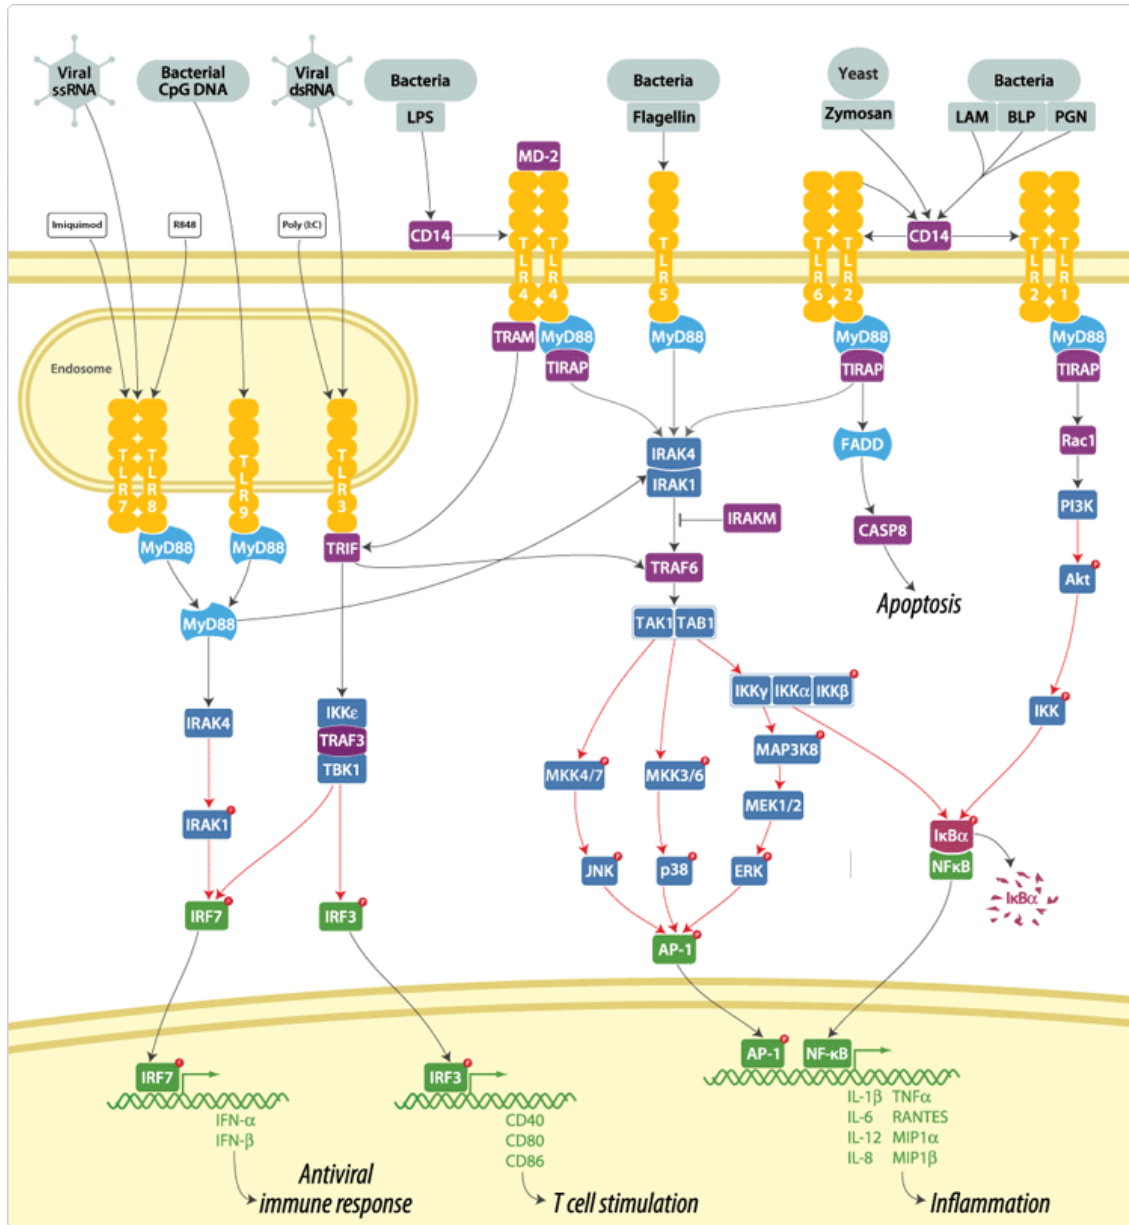 Viral
ssRNA
Bacterial
CpG DNA
Viral
dsRNA
Bacteria
LPS
Bacteria
Flagellin
Yeast
Zymosan
Bacteria
LAM BLP PGN
MD-2
Imiquimod
R848
Poly (I:C)
CD14
TLR4
TLR4
TLR5
TLR6
TLR2
CD14
TLR2
TLR1
TRAM
MyD88
TIRAP
MyD88
MyD88
TIRAP
MyD88
TIRAP
Endosome
TLR7
TLR8
TLR9
TLR3
IRAK4
IRAK1
FADD
Rac1
PI3K
IRAKM
CASP8
MyD88
MyD88
TRIF
TRAF6
Akt
P
Apoptosis
MyD88
TAK1 TAB1
IKKγ IKKα IKKβ
P
IRAK4
IKKε
TRAF3
TBK1
IKK
P
MAP3K8
P
MKK4/7
P
MKK3/6
P
MEK1/2
IRAK1
P
IκBα
P
NFκB
JNK
P
p38
P
ERK
P
IκBα
IRF7
P
IRF3
P
AP-1
P
IRF7
P
IRF3
P
AP-1
P
NF-κB
IFN-α
IFN-β
CD40
CD80
CD86
IL-1β TNFα
IL-6 RANTES
IL-12 MIP1α
IL-8 MIP1β
Antiviral
immune response
T cell stimulation
Inflammation